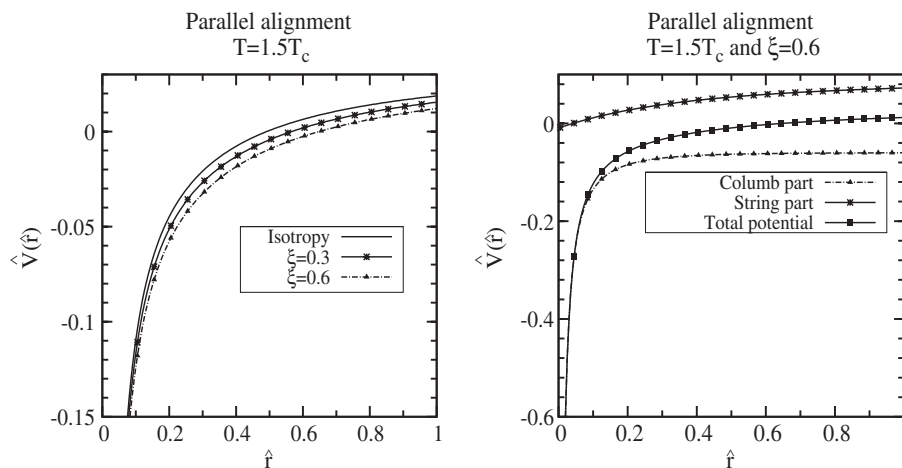 Parallel alignment
T=1.5T_c
0
-0.05
-0.1
-0.15
V̂(r̂)
Isotropy
ξ=0.3
ξ=0.6
0 0.2 0.4 0.6 0.8 1
r̂
Parallel alignment
T=1.5T_c and ξ=0.6
0
-0.2
-0.4
-0.6
V̂(r̂)
Columb part
String part
Total potential
0 0.2 0.4 0.6 0.8
r̂